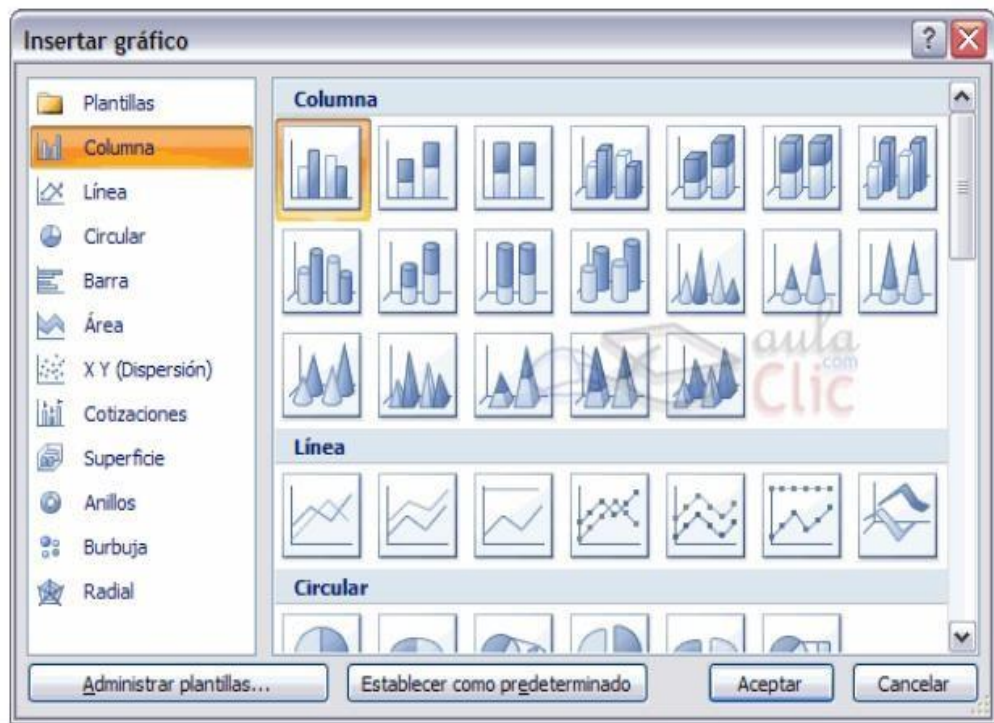 Insertar gráfico
Plantillas
Columna
Línea
Circular
Barra
Área
X Y (Dispersión)
Cotizaciones
Superficie
Anillos
Burbuja
Radial
Columna
aula
.com
Clic
Línea
Circular
Administrar plantillas...
Establecer como predeterminado
Aceptar
Cancelar